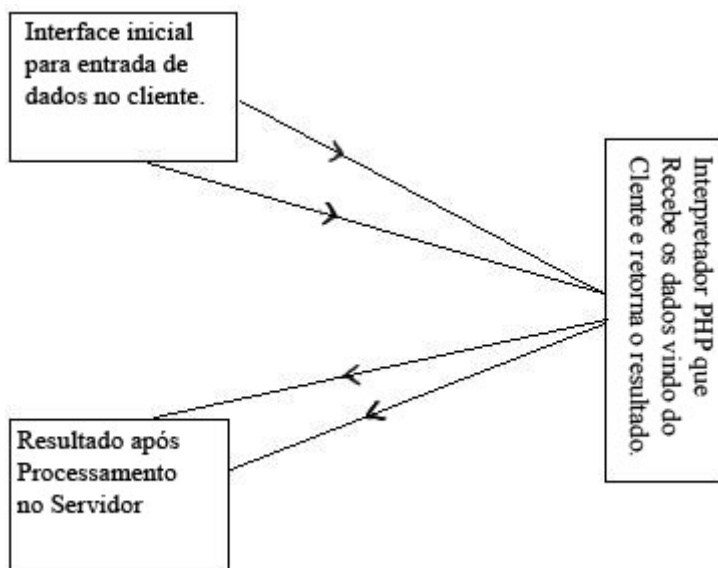 Interface inicial
para entrada de
dados no cliente.
Interpretador PHP que
Recebe os dados vindo do
Clente e retorna o resultado.
Resultado após
Processamento
no Servidor